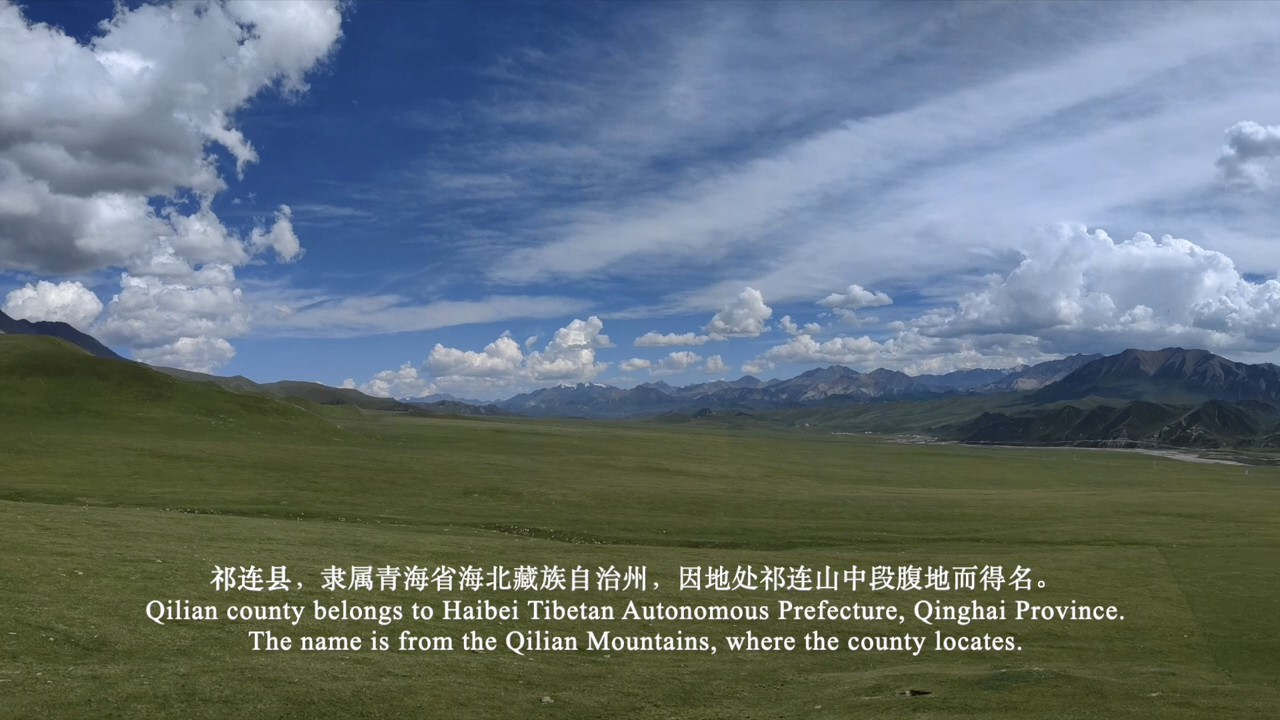 祁连县，隶属青海省海北藏族自治州，因地处祁连山中段腹地而得名。
Qilian county belongs to Haibei Tibetan Autonomous Prefecture, Qinghai Province.
The name is from the Qilian Mountains, where the county locates.